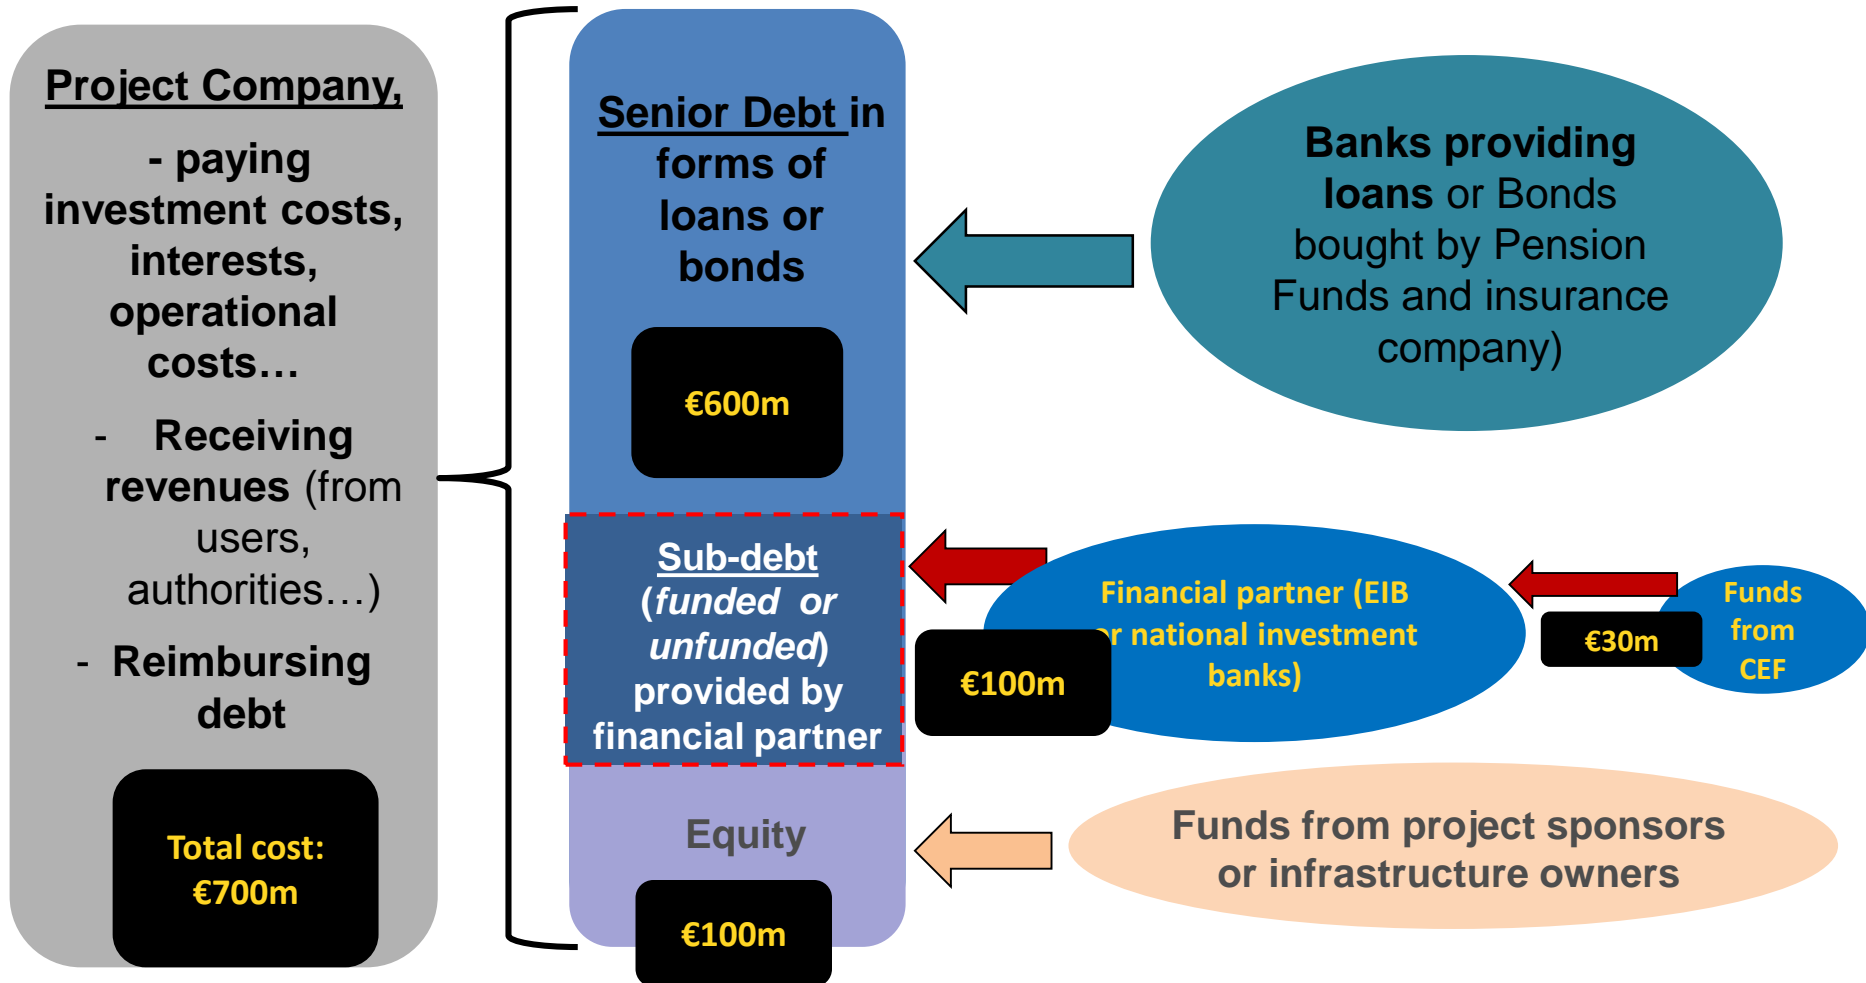 Project Company,
- paying
investment costs,
interests,
operational
costs…
- Receiving
revenues (from
users,
authorities…)
- Reimbursing
debt
Total cost:
€700m
Senior Debt in
forms of
loans or
bonds
€600m
Sub-debt
(funded or
unfunded)
provided by
financial partner
Equity
€100m
Banks providing
loans or Bonds
bought by Pension
Funds and insurance
company)
Financial partner (EIB
or national investment
banks)
€100m
Funds
from
CEF
€30m
Funds from project sponsors
or infrastructure owners